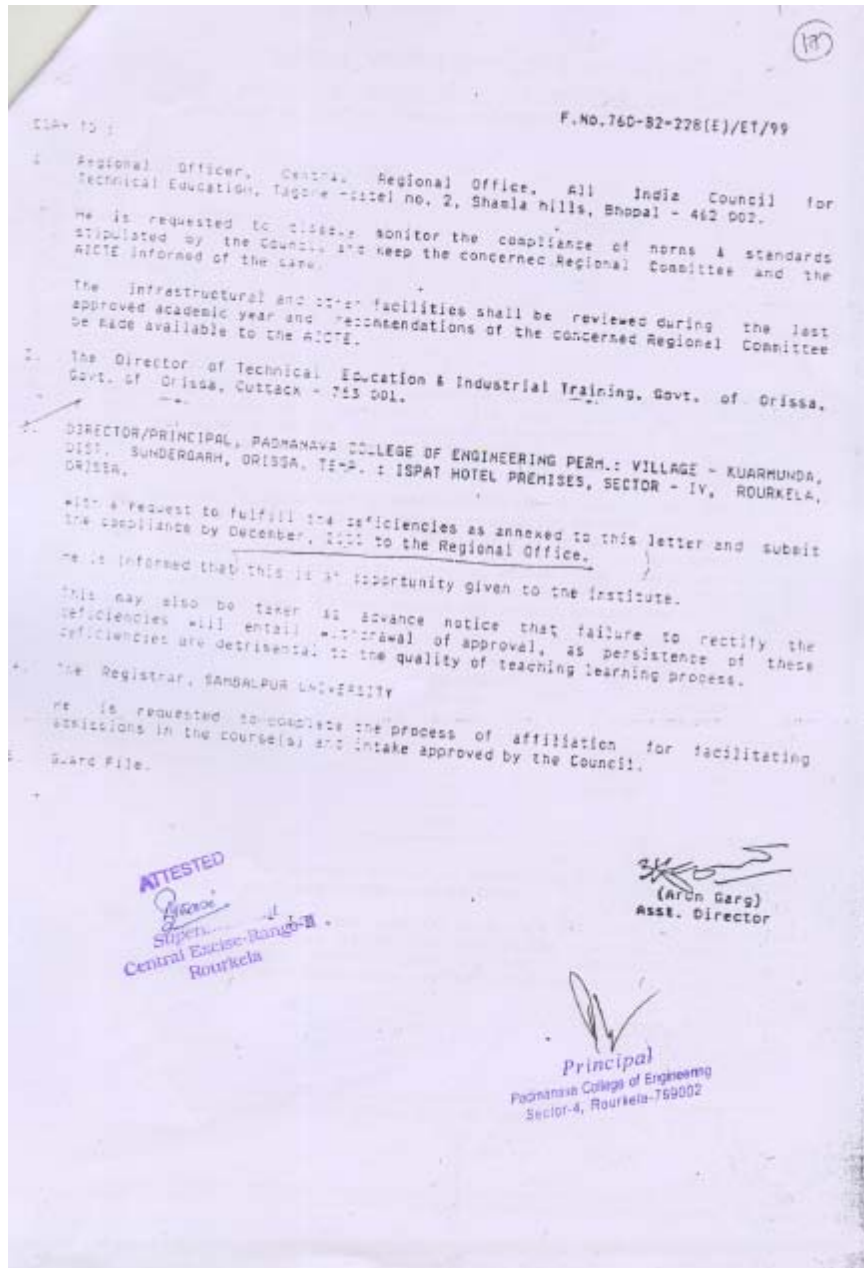 F.No.760-82-228(E)/ET/99
COPY TO :
Regional Officer, Central Regional Office, All India Council for
Technical Education, Tagore Hostel no. 2, Shamla hills, Bhopal - 462 002.
He is requested to closely monitor the compliance of norms & standards
stipulated by the Council and keep the concerned Regional Committee and the
AICTE informed of the same.
The infrastructural and other facilities shall be reviewed during the last
approved academic year and recommendations of the concerned Regional Committee
be made available to the AICTE.
2. The Director of Technical Education & Industrial Training, Govt. of Orissa,
Govt. of Orissa, Cuttack - 753 001.
DIRECTOR/PRINCIPAL, PADMANAVA COLLEGE OF ENGINEERING PERM.: VILLAGE - KUARMUNDA,
DIST. SUNDERGARH, ORISSA. TEMP. : ISPAT HOTEL PREMISES, SECTOR - IV, ROURKELA,
ORISSA.
with a request to fulfill the deficiencies as annexed to this letter and submit
the compliance by December, to the Regional Office.
He is informed that this is an opportunity given to the institute.
This may also be taken as advance notice that failure to rectify the
deficiencies will entail withdrawal of approval, as persistence of these
deficiencies are detrimental to the quality of teaching learning process.
4. The Registrar, SAMBALPUR UNIVERSITY
He is requested to complete the process of affiliation for facilitating
admissions in the course(s) and intake approved by the Council.
Guard File.
ATTESTED
Central Excise-Range-II
Rourkela
(Arun Garg)
Asst. Director
Principal
Padmanava College of Engineering
Sector-4, Rourkela-769002